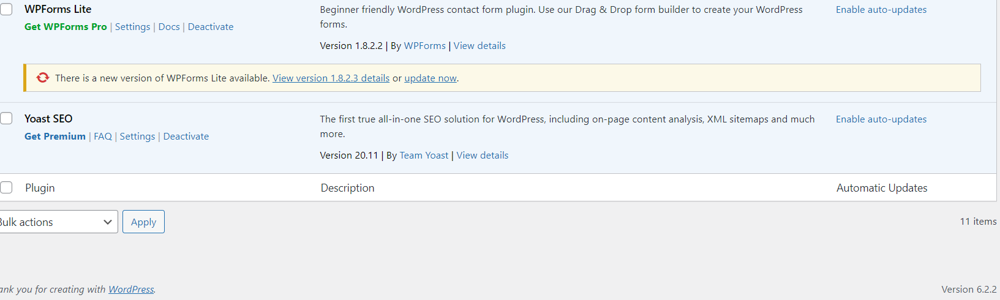 WPForms Lite
Beginner friendly WordPress contact form plugin. Use our Drag & Drop form builder to create your WordPress
forms.
Enable auto-updates
Get WPForms Pro | Settings | Docs | Deactivate
Version 1.8.2.2 | By WPForms | View details
There is a new version of WPForms Lite available. View version 1.8.2.3 details or update now.
Yoast SEO
The first true all-in-one SEO solution for WordPress, including on-page content analysis, XML sitemaps and much
more.
Enable auto-updates
Get Premium | FAQ | Settings | Deactivate
Version 20.11 | By Team Yoast | View details
Plugin
Description
Automatic Updates
Bulk actions
Apply
11 items
ank you for creating with WordPress.
Version 6.2.2